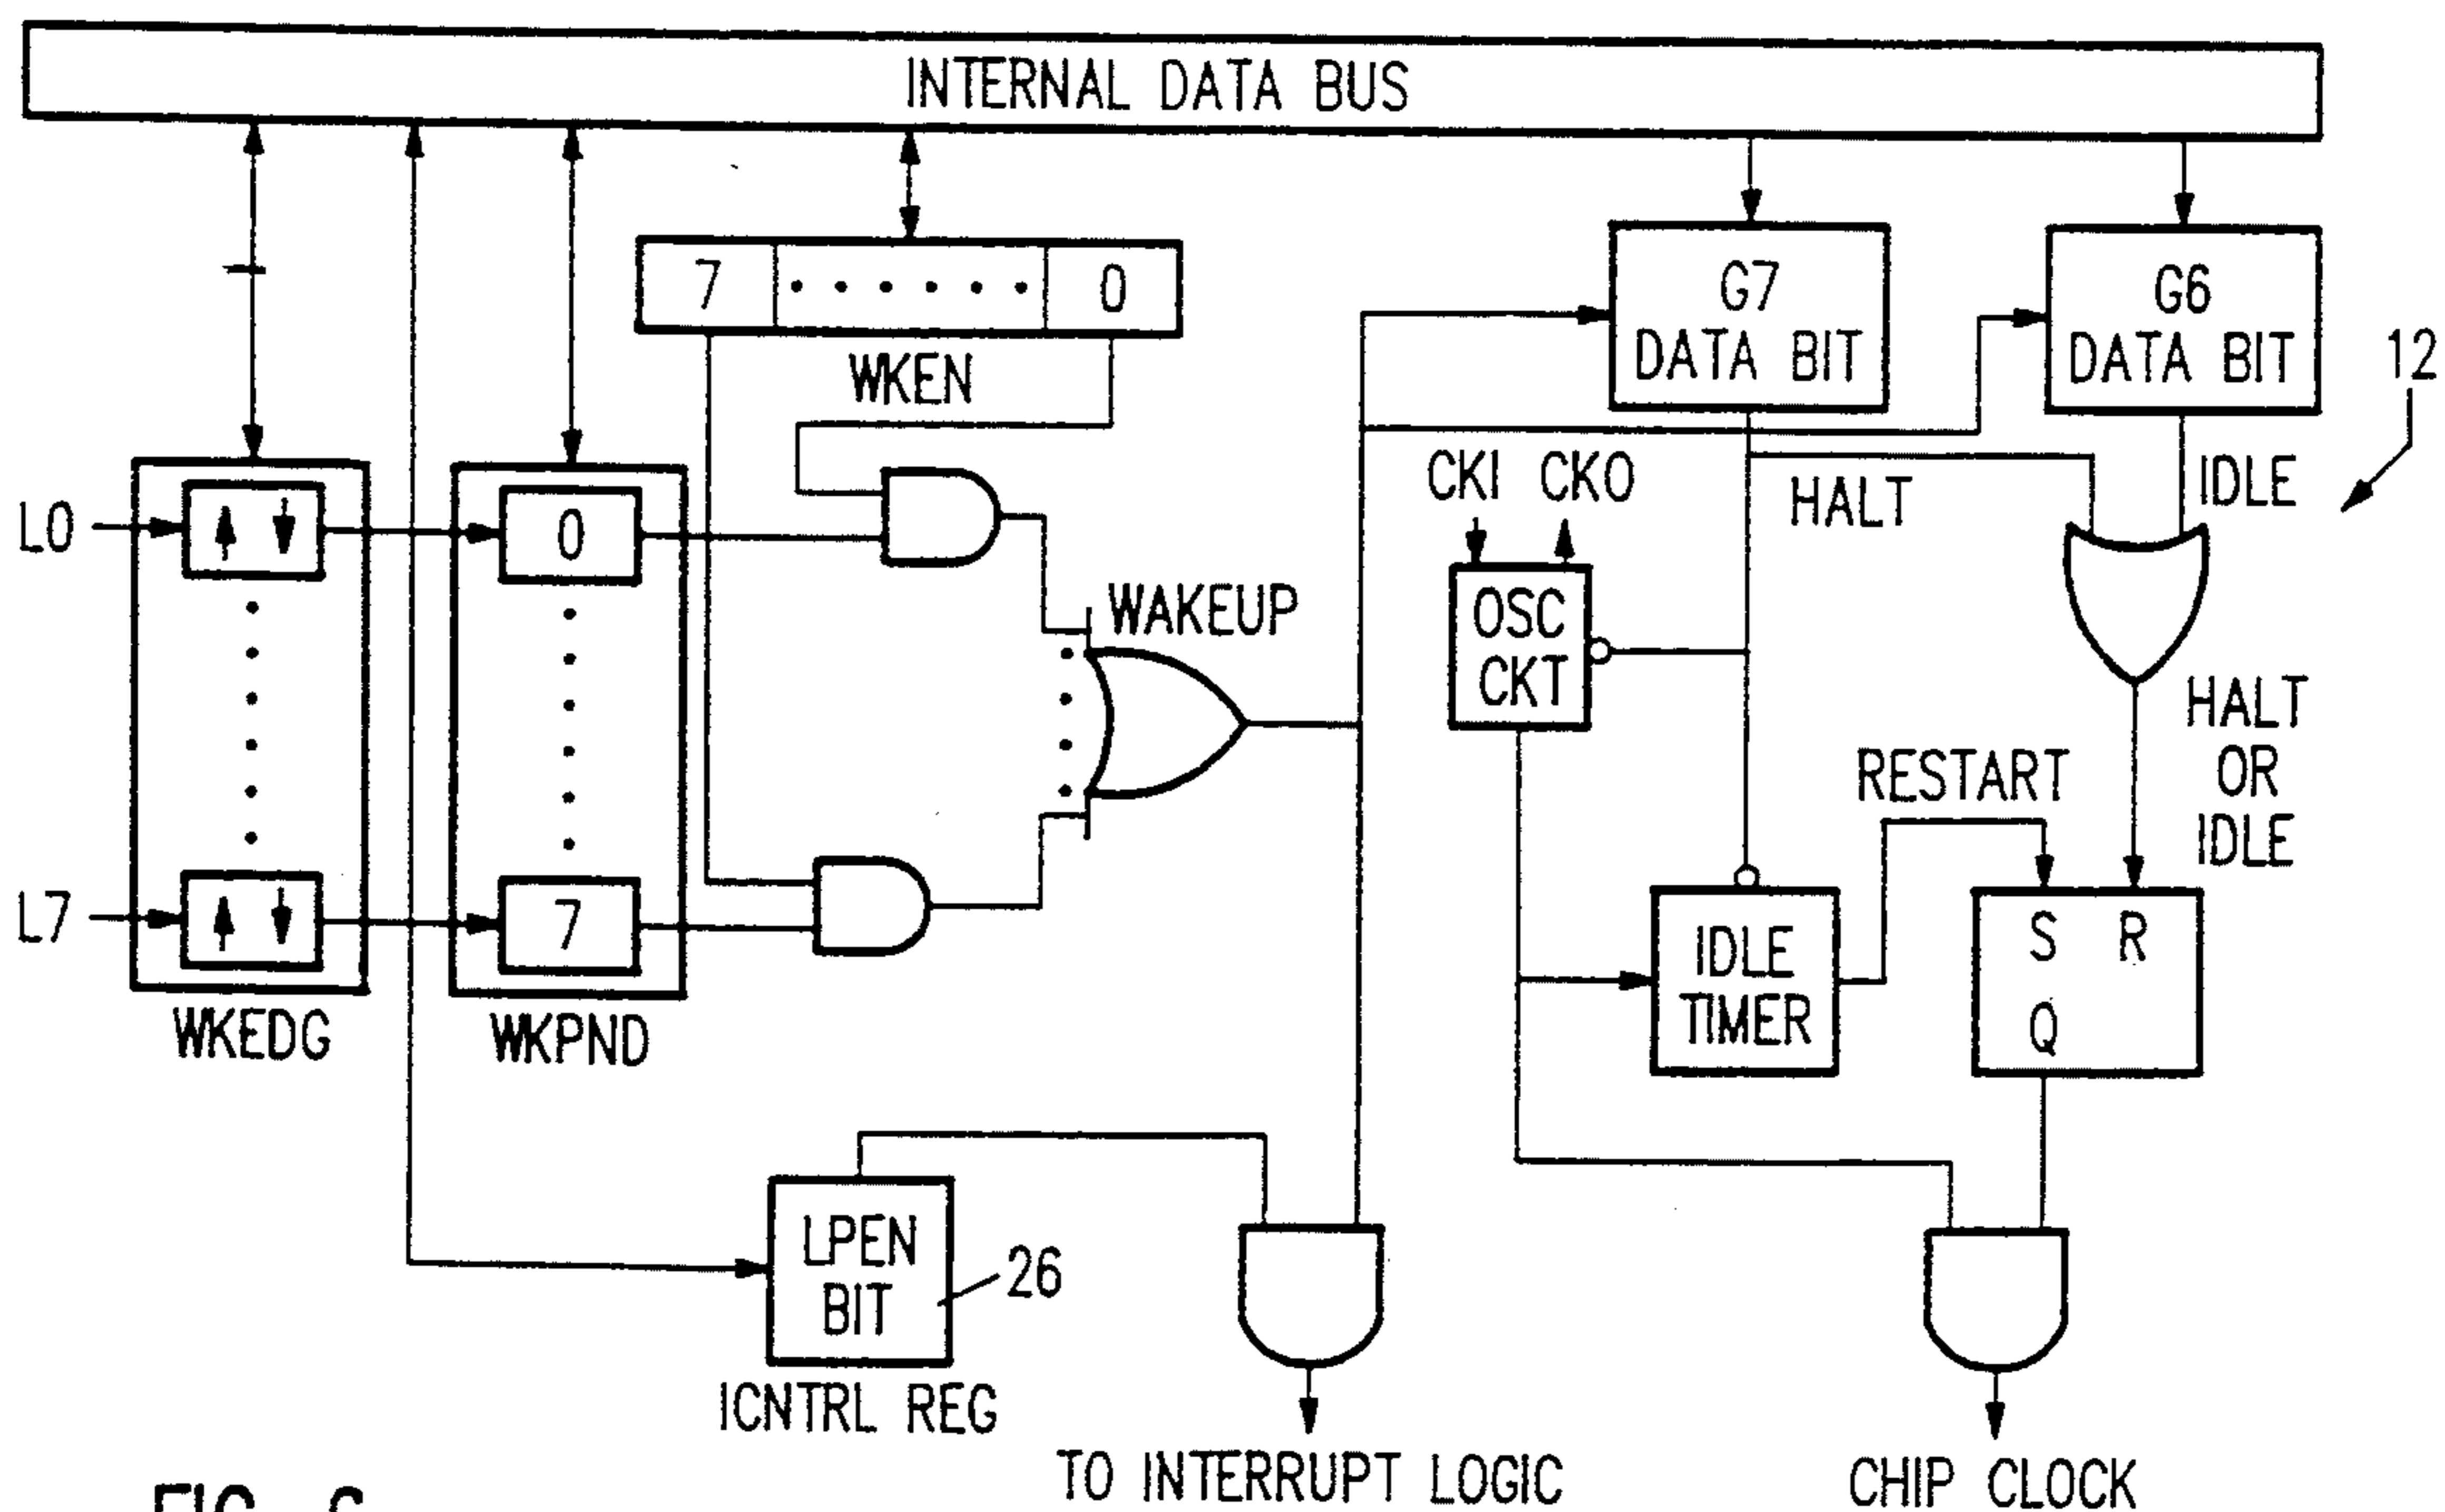 INTERNAL DATA BUS
7 . . . . . . 0
WKEN
G7
DATA BIT
G6
DATA BIT
12
CKI CKO
HALT
IDLE
L0
0
OSC
CKT
WAKEUP
HALT
OR
IDLE
RESTART
L7
7
IDLE
TIMER
S R
Q
WKEDG
WKPND
LPEN
BIT
26
ICNTRL REG
TO INTERRUPT LOGIC
CHIP CLOCK